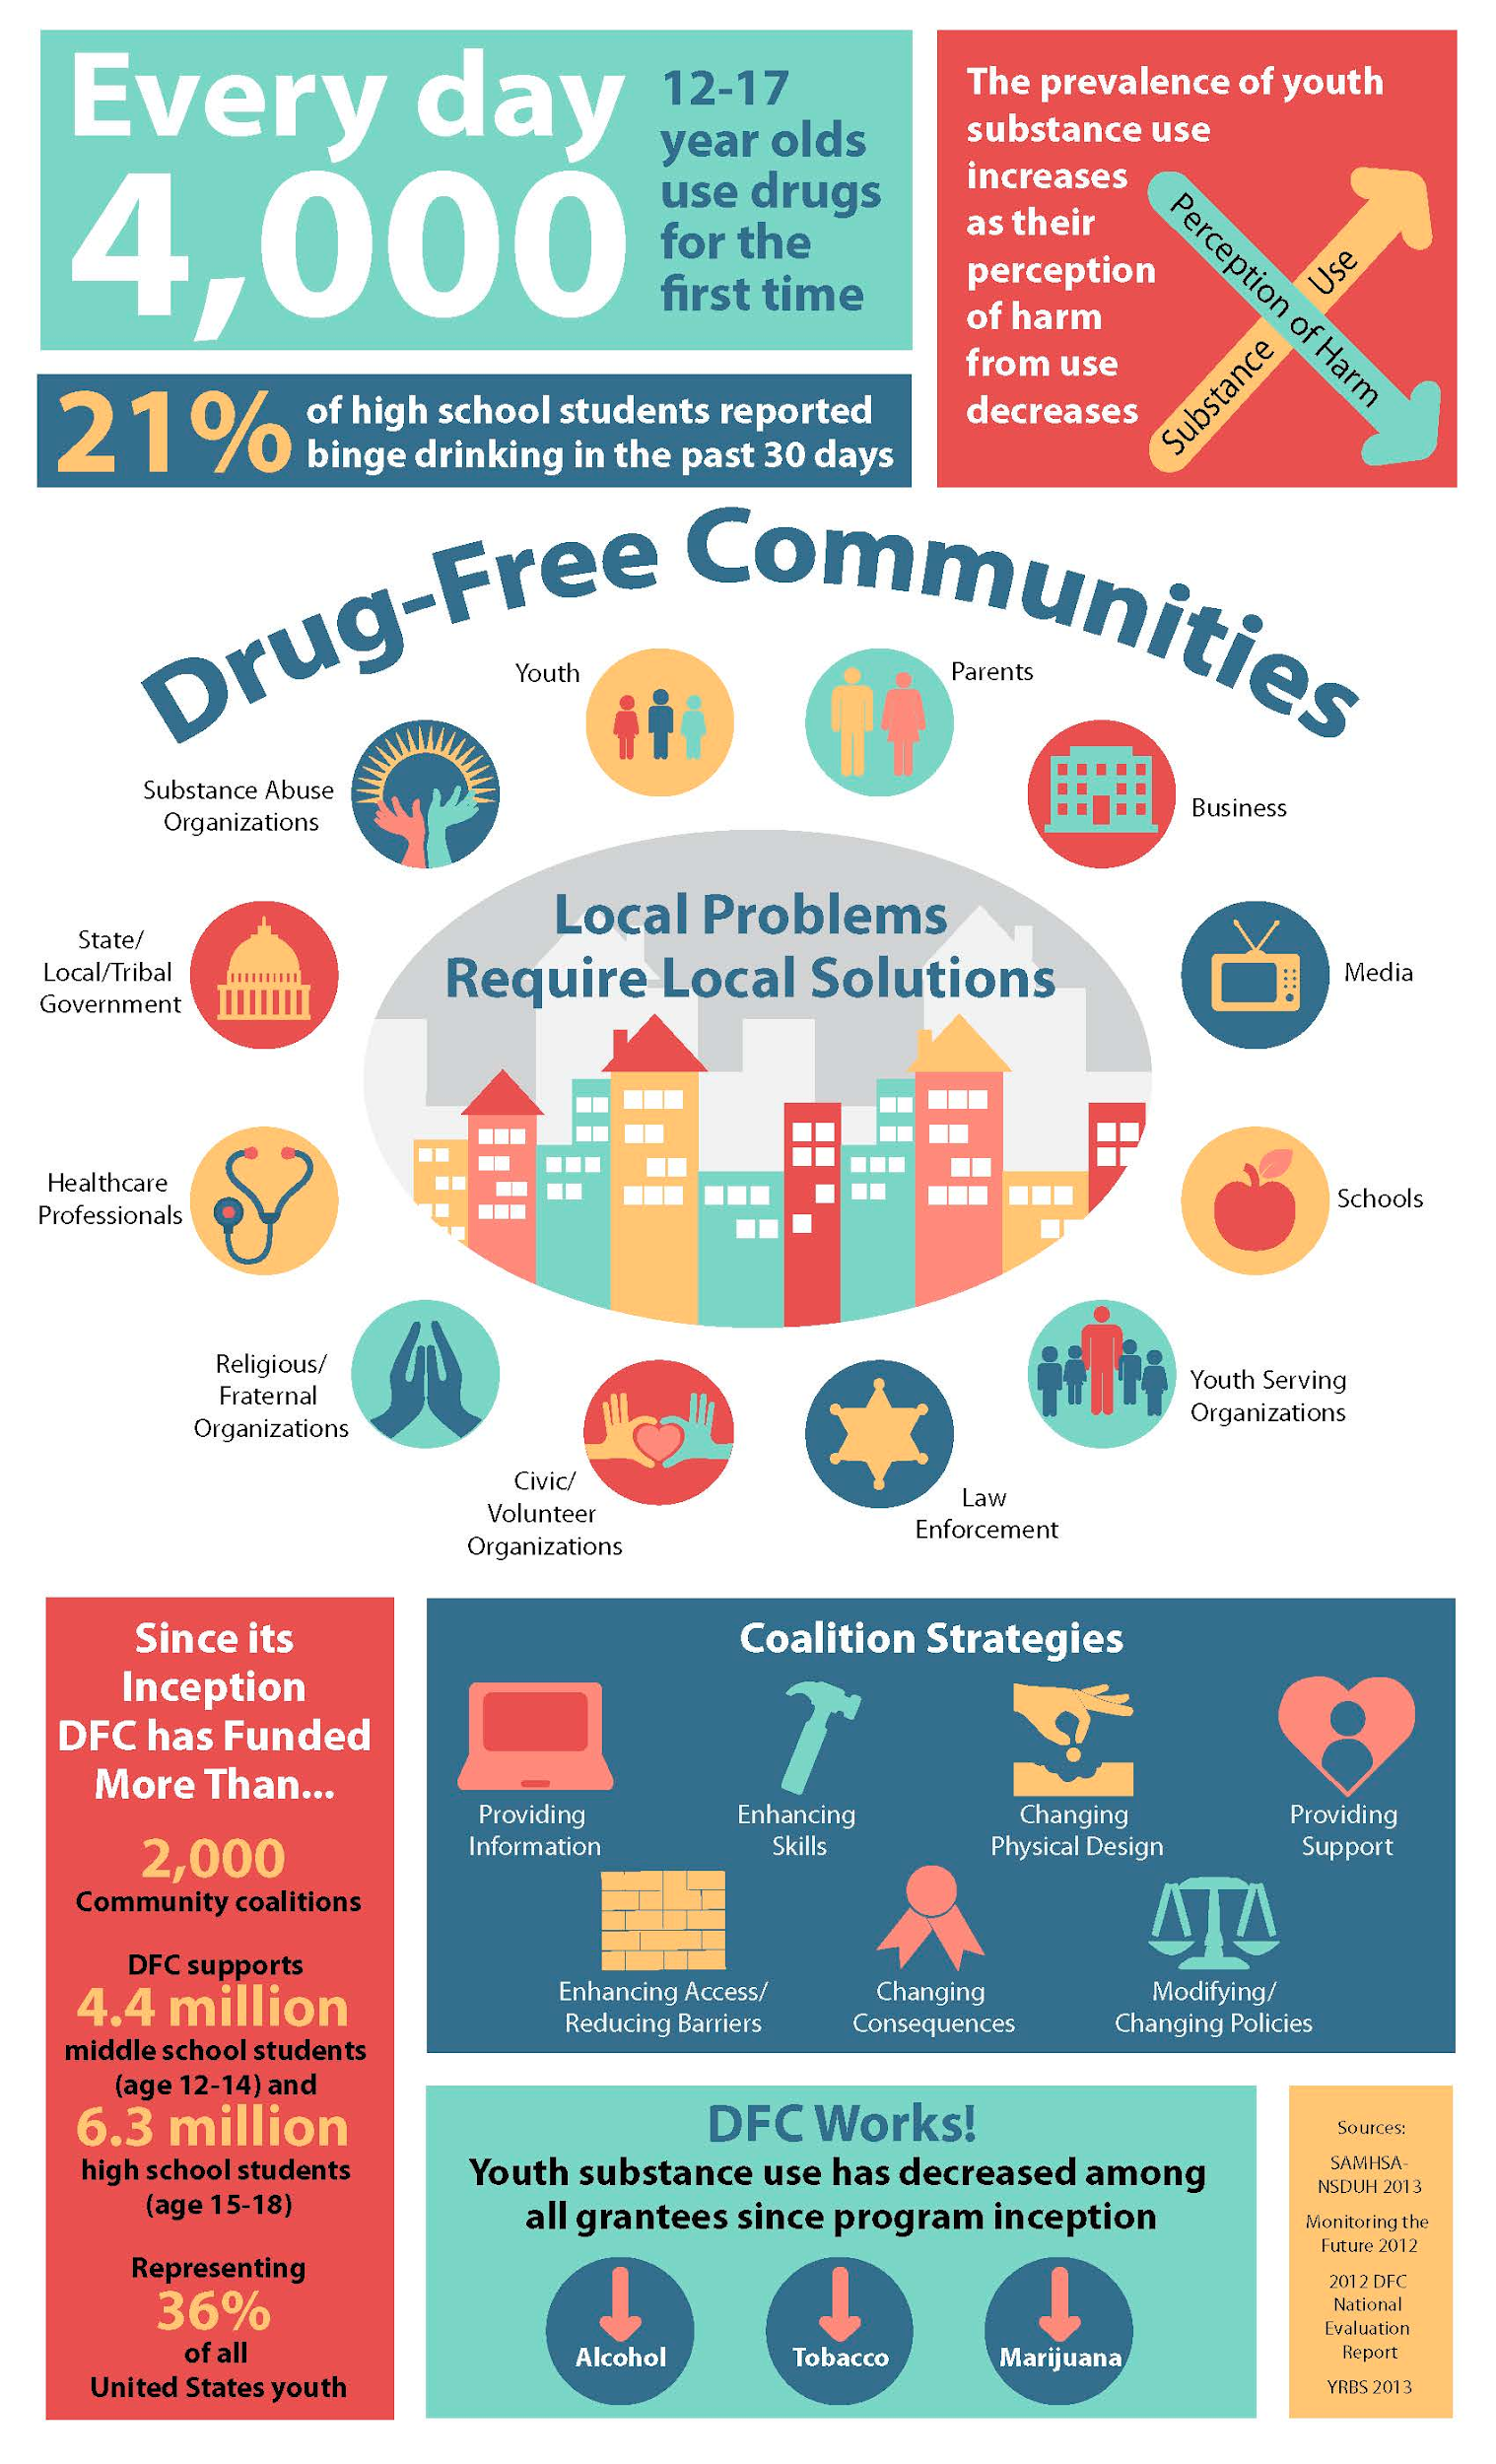 Every day
4,000
12-17
year olds
use drugs
for the
first time
21%
of high school students reported
binge drinking in the past 30 days
The prevalence of youth
substance use
increases
as their
perception
of harm
from use
decreases
Perception of Harm
Substance Use
Drug-Free Communities
Youth
Parents
Substance Abuse
Organizations
Business
State/
Local/Tribal
Government
Media
Local Problems
Require Local Solutions
Healthcare
Professionals
Schools
Religious/
Fraternal
Organizations
Youth Serving
Organizations
Civic/
Volunteer
Organizations
Law
Enforcement
Since its
Inception
DFC has Funded
More Than...
2,000
Community coalitions
DFC supports
4.4 million
middle school students
(age 12-14) and
6.3 million
high school students
(age 15-18)
Representing
36%
of all
United States youth
Coalition Strategies
Providing
Information
Enhancing
Skills
Changing
Physical Design
Providing
Support
Enhancing Access/
Reducing Barriers
Changing
Consequences
Modifying/
Changing Policies
DFC Works!
Youth substance use has decreased among
all grantees since program inception
Alcohol
Tobacco
Marijuana
Sources:
SAMHSA-
NSDUH 2013
Monitoring the
Future 2012
2012 DFC
National
Evaluation
Report
YRBS 2013